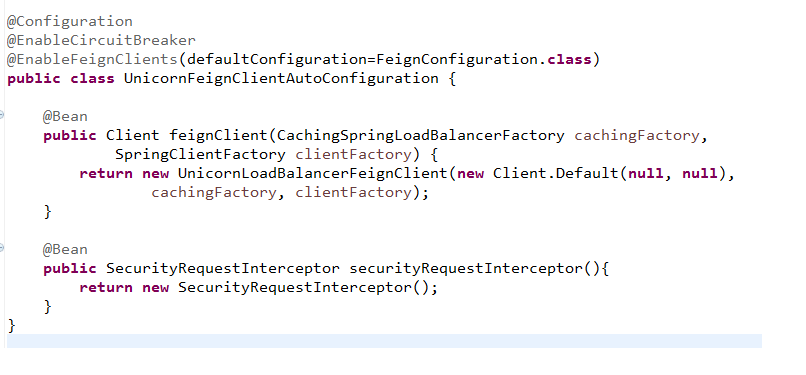 @Configuration
@EnableCircuitBreaker
@EnableFeignClients(defaultConfiguration=FeignConfiguration.class)
public class UnicornFeignClientAutoConfiguration {
@Bean
public Client feignClient(CachingSpringLoadBalancerFactory cachingFactory,
SpringClientFactory clientFactory) {
return new UnicornLoadBalancerFeignClient(new Client.Default(null, null),
cachingFactory, clientFactory);
}
@Bean
public SecurityRequestInterceptor securityRequestInterceptor(){
return new SecurityRequestInterceptor();
}
}